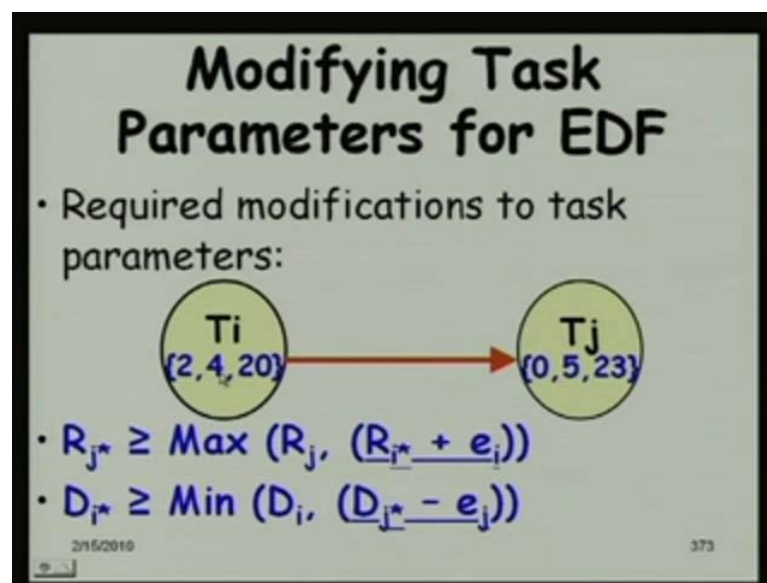 Modifying Task
Parameters for EDF
• Required modifications to task
parameters:
Ti
{2,4,20}
Tj
{0,5,23}
• Rj* ≥ Max (Rj, (Ri* + ei))
• Di* ≥ Min (Di, (Dj* - ej))
2/15/2010
373